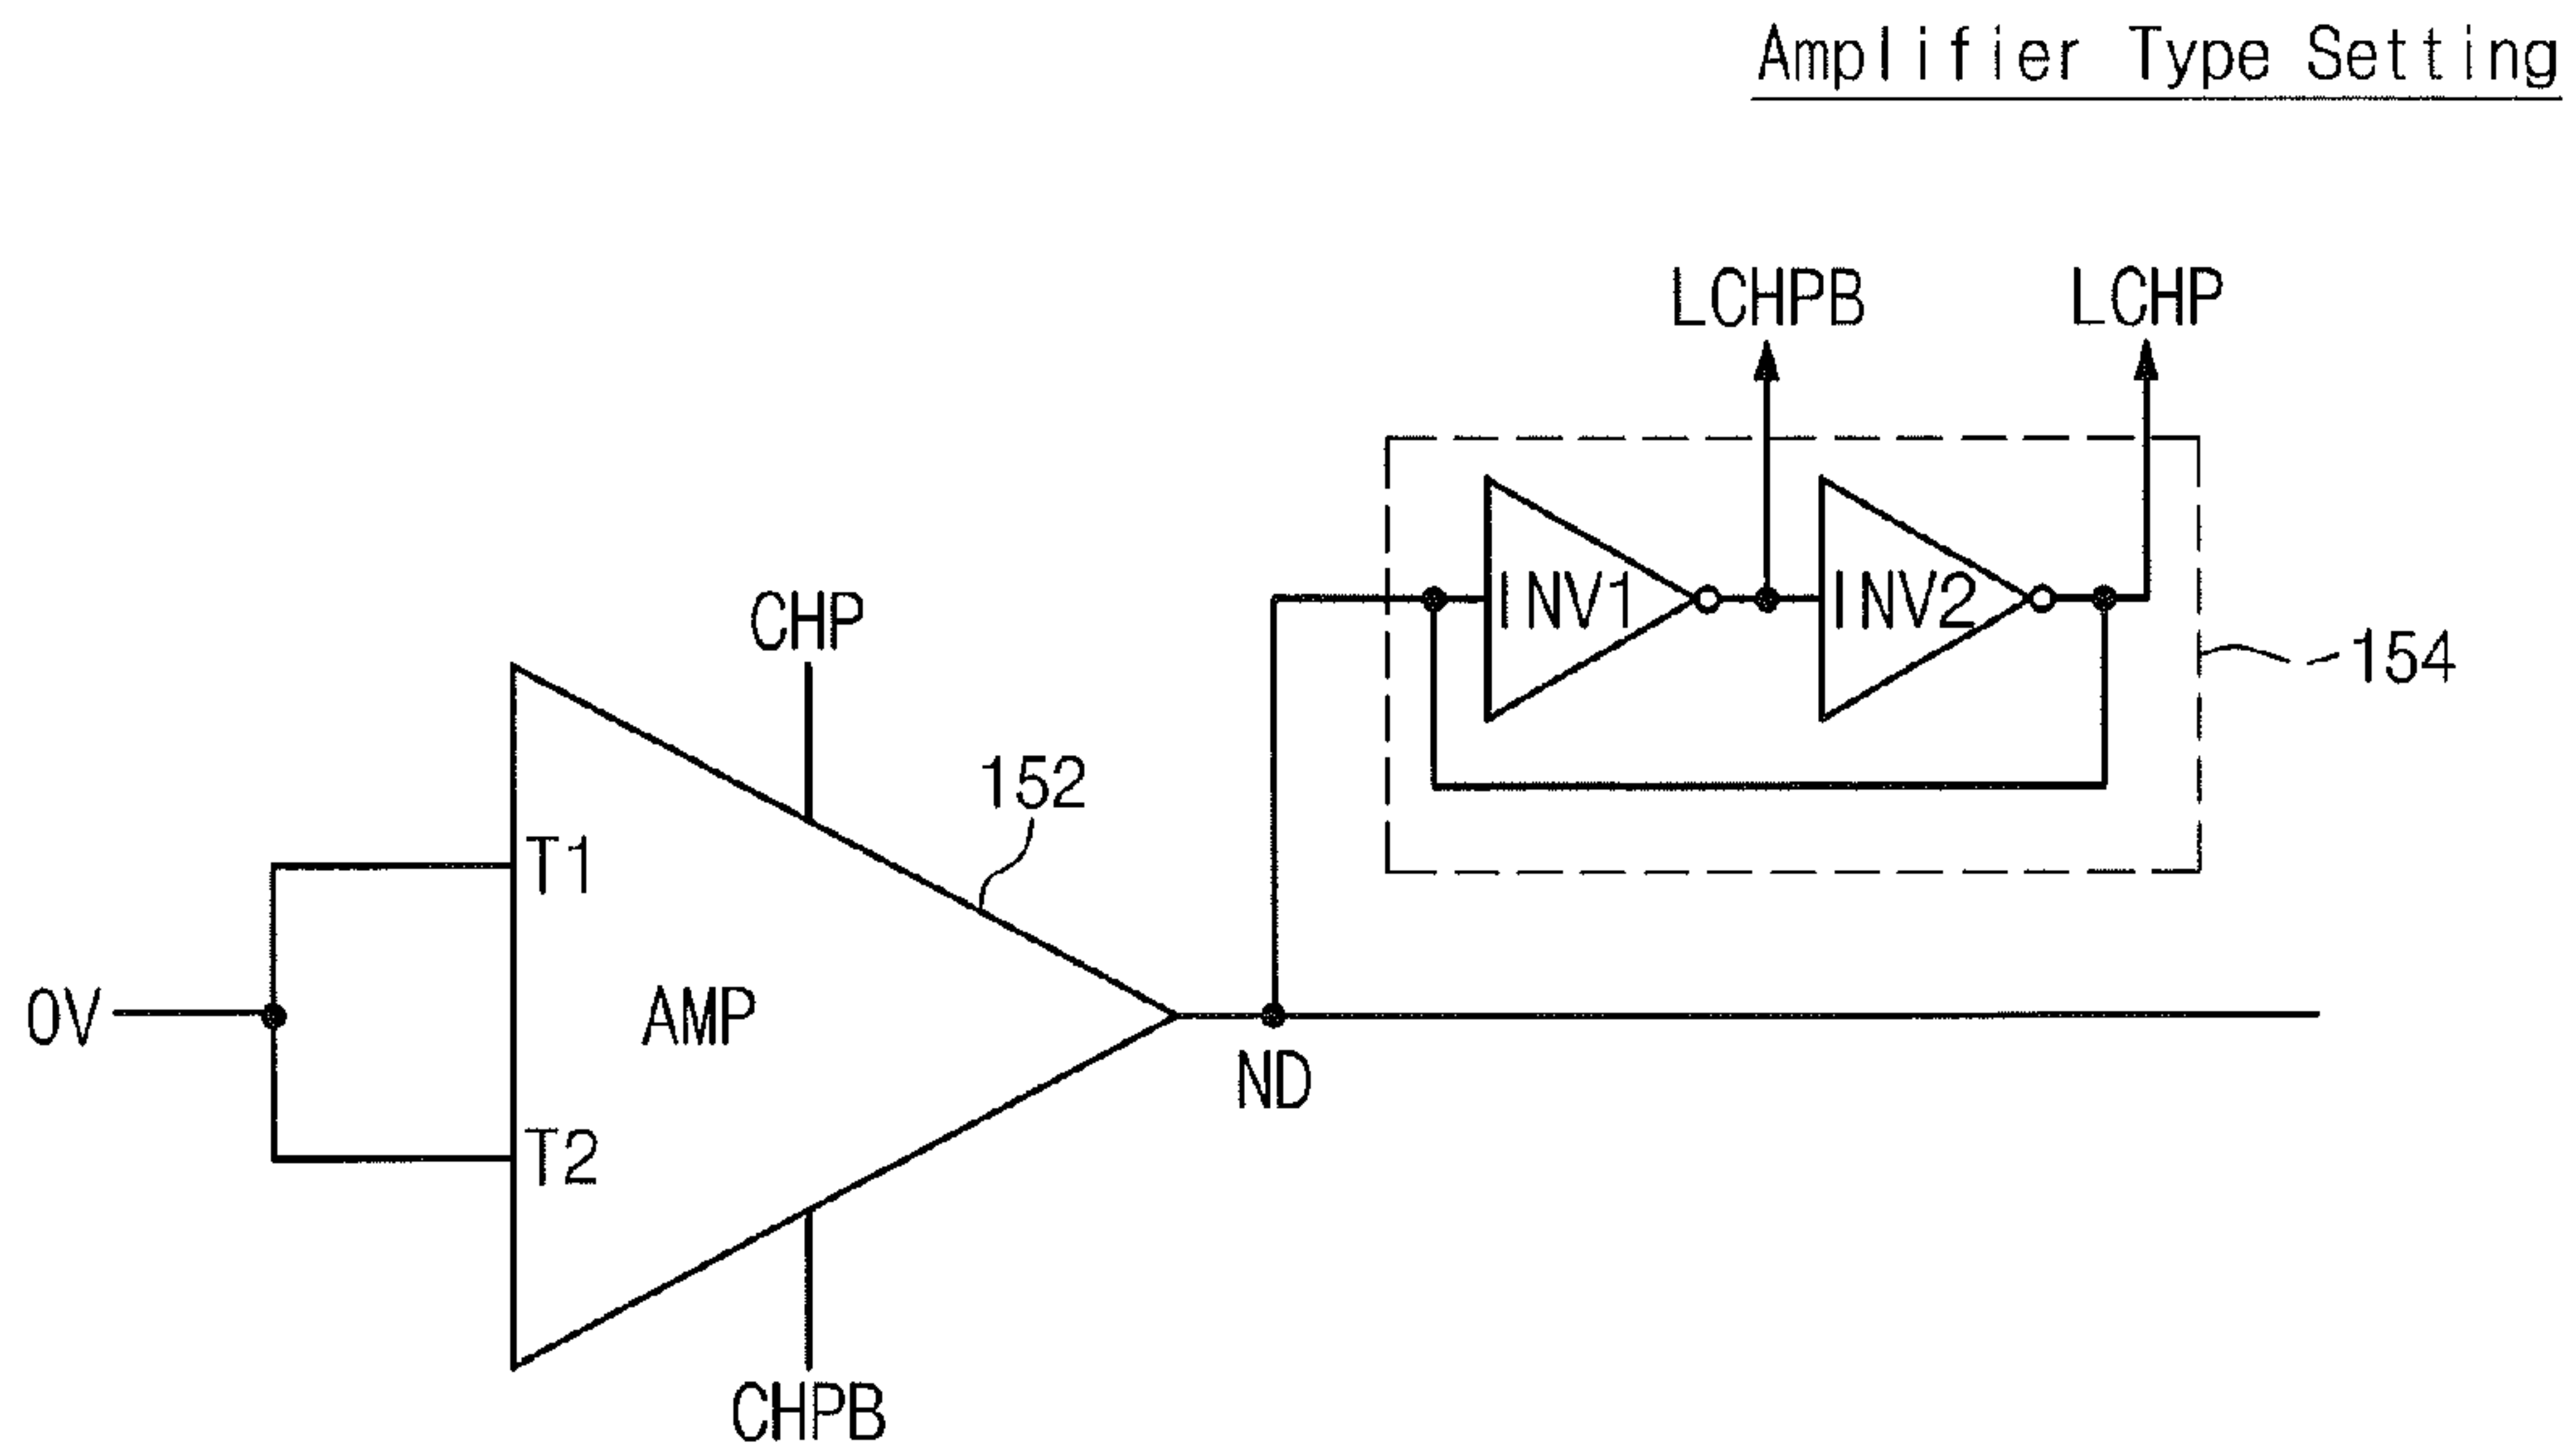 Amplifier Type Setting
LCHPB
LCHP
INV1
INV2
154
CHP
152
T1
0V
AMP
ND
T2
CHPB